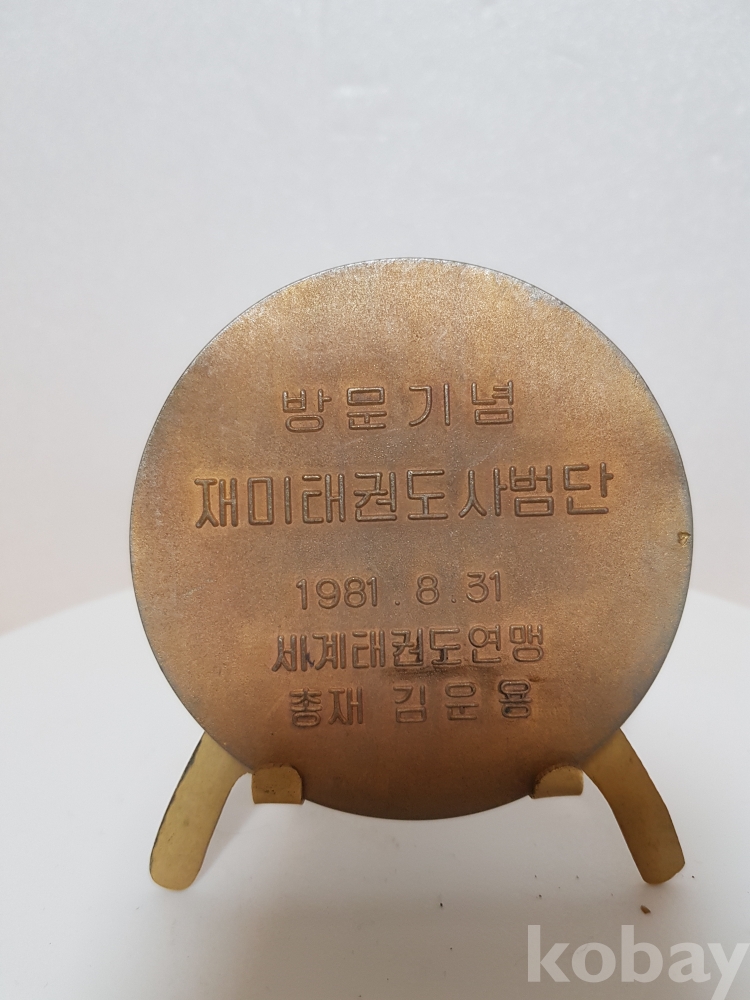 방문기념
재미태권도사범단
1981.8.31
세계태권도연맹
총재 김운용
kobay